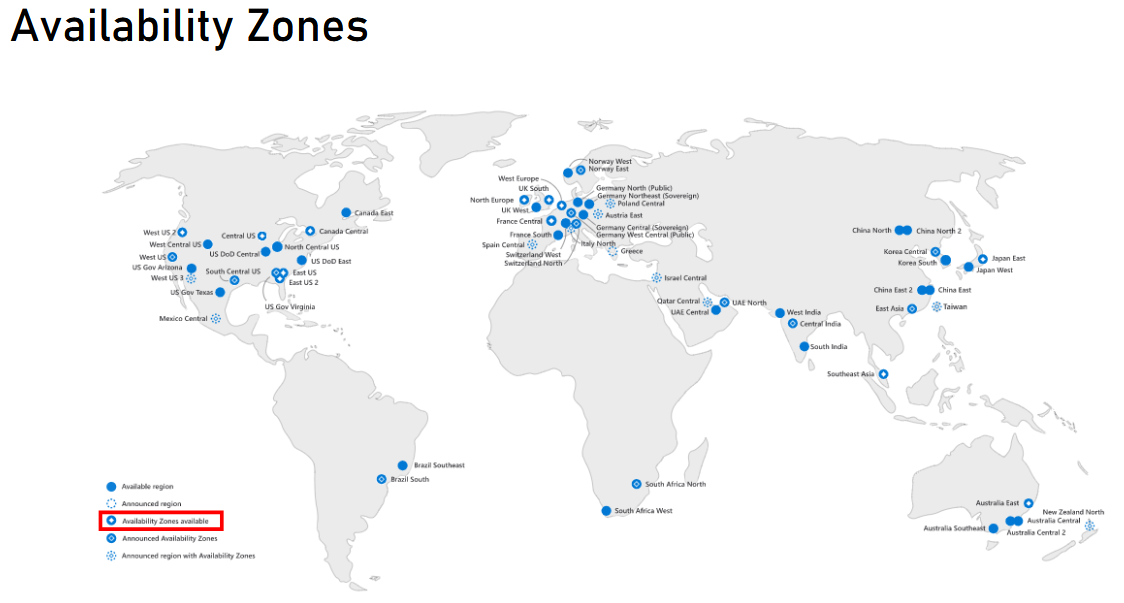 Availability Zones
Norway West
Norway East
West Europe
UK South
North Europe
UK West
Germany North (Public)
Germany Northeast (Sovereign)
Poland Central
Austria East
France Central
Germany Central (Sovereign)
Germany West Central (Public)
France South
Italy North
Spain Central
Greece
Switzerland West
Switzerland North
Canada East
West US 2
Central US
Canada Central
West Central US
North Central US
US DoD Central
West US
US DoD East
US Gov Arizona
South Central US
East US
West US 3
East US 2
US Gov Texas
US Gov Virginia
Mexico Central
Israel Central
Qatar Central
UAE North
UAE Central
West India
Central India
South India
China North
China North 2
Korea Central
Korea South
Japan East
Japan West
China East 2
China East
East Asia
Taiwan
Southeast Asia
Brazil Southeast
Brazil South
South Africa North
South Africa West
Australia East
New Zealand North
Australia Central
Australia Southeast
Australia Central 2
Available region
Announced region
Availability Zones available
Announced Availability Zones
Announced region with Availability Zones